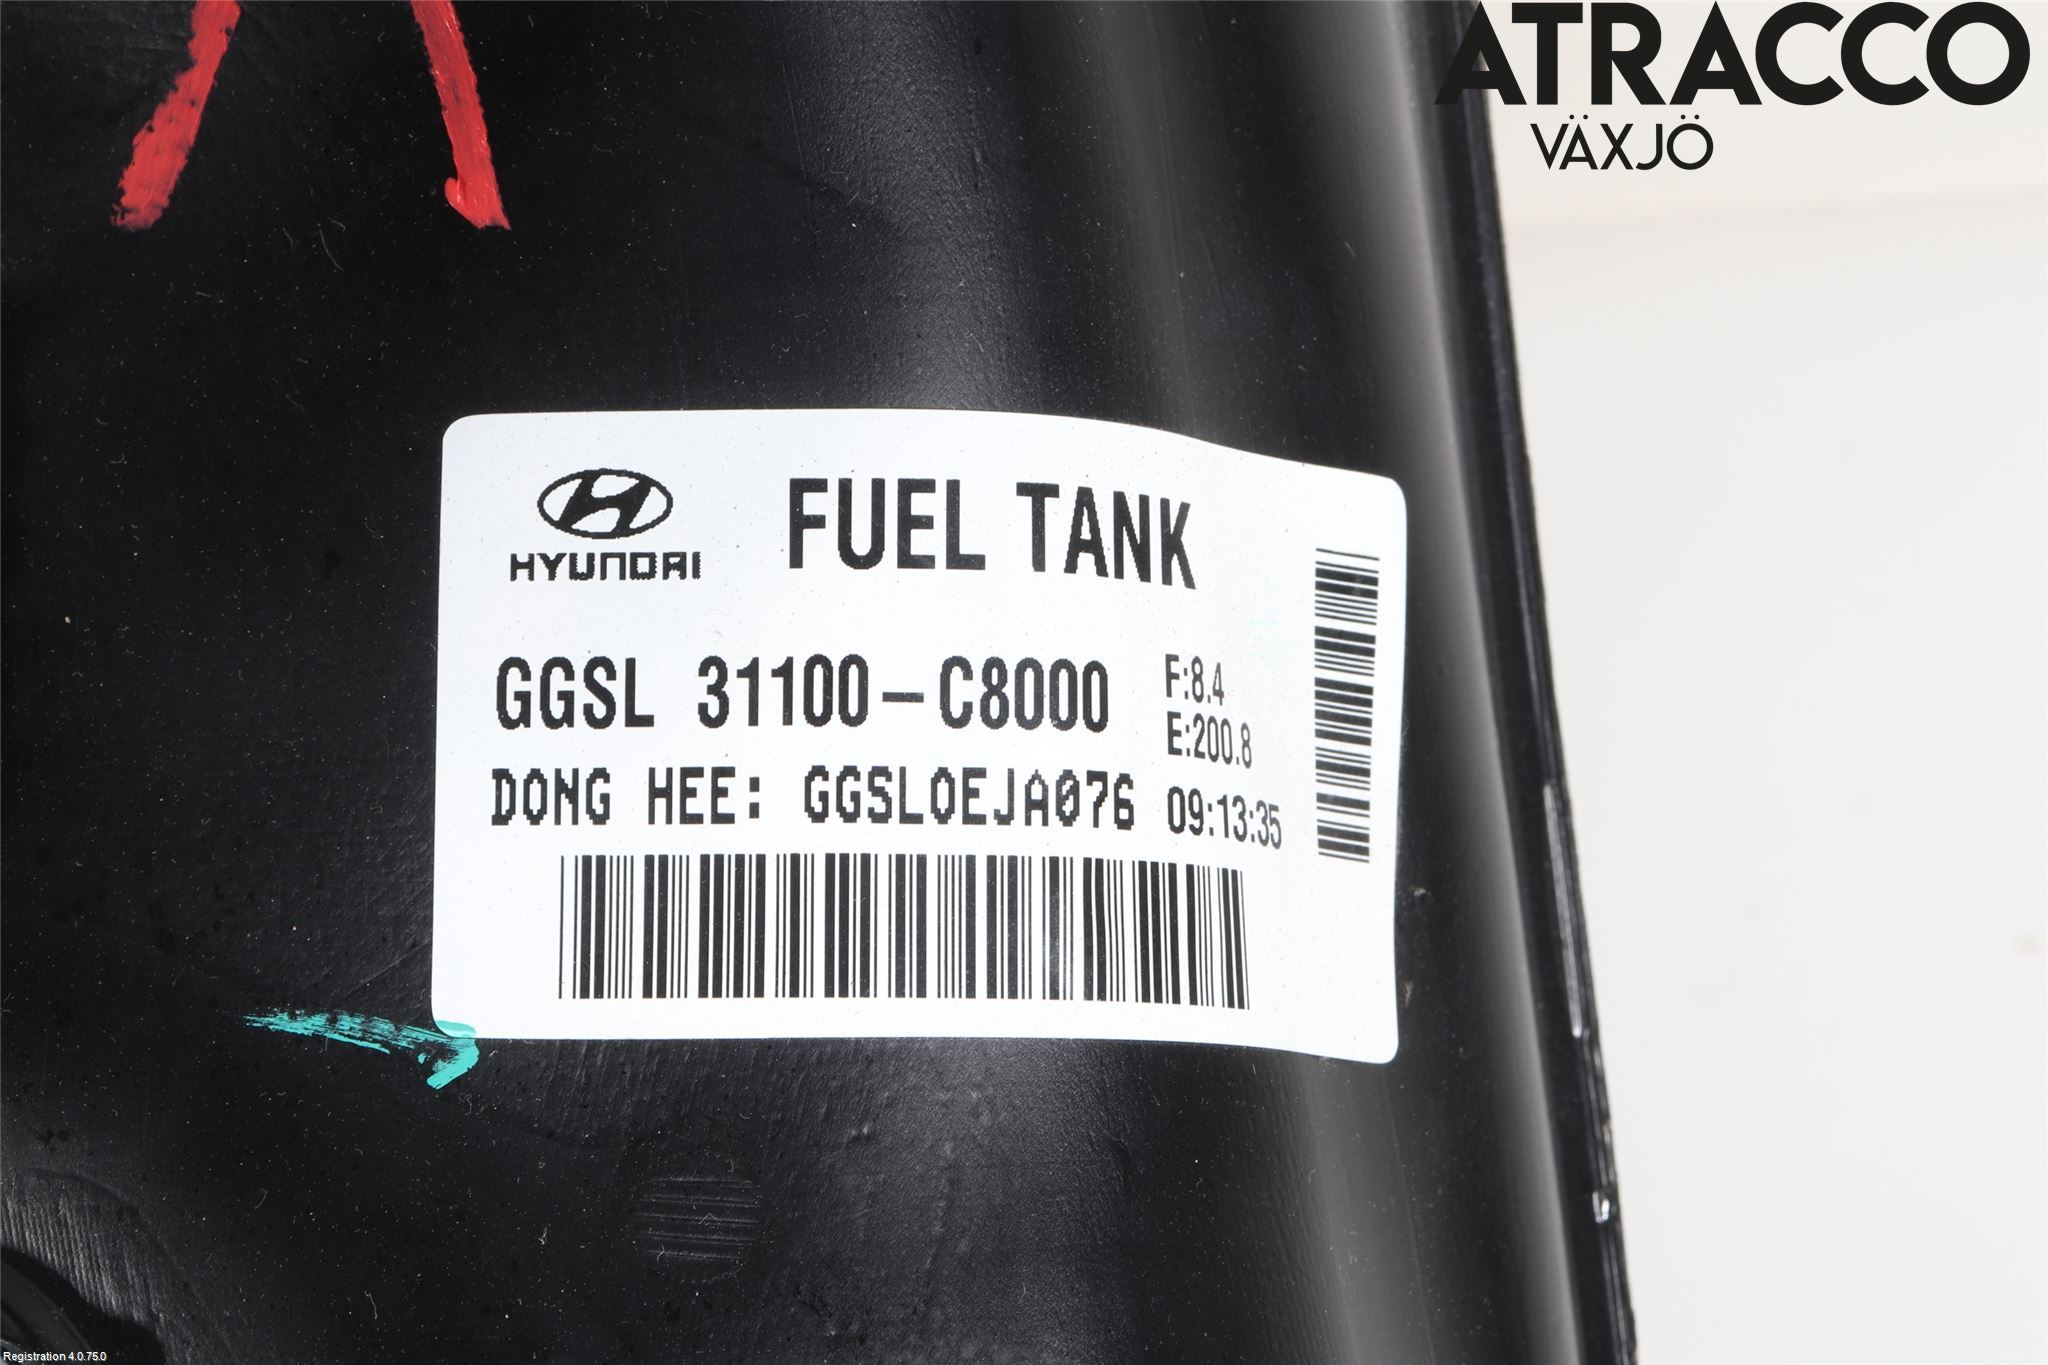 ATRACCO
VÄXJÖ
HYUNDAI
FUEL TANK
GGSL 31100-C8000
F:8.4
E:200.8
DONG HEE: GGSLOEJA076
09:13:35
Registration 4.0.75.0